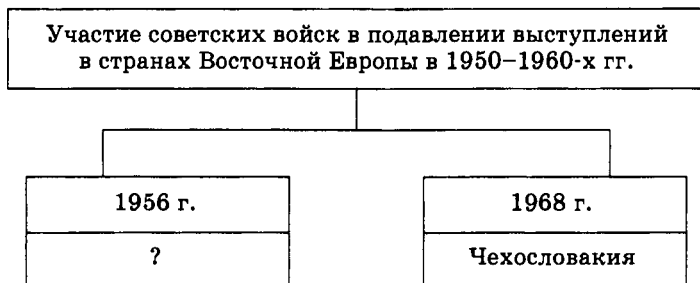 Участие советских войск в подавлении выступлений
в странах Восточной Европы в 1950–1960-х гг.
1956 г.
1968 г.
?
Чехословакия